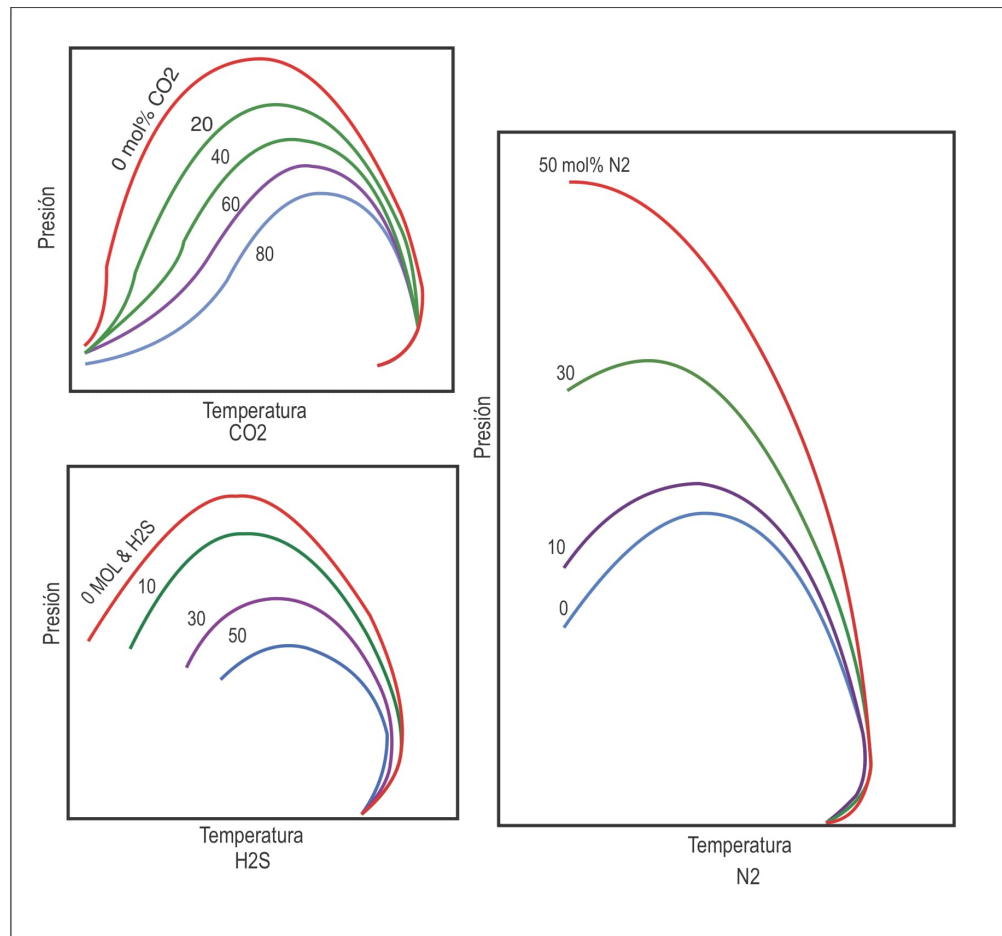 0 mol% CO2
20
40
60
80
Presión
Temperatura
CO2
0 MOL & H2S
10
30
50
Presión
Temperatura
H2S
50 mol% N2
30
10
0
Presión
Temperatura
N2